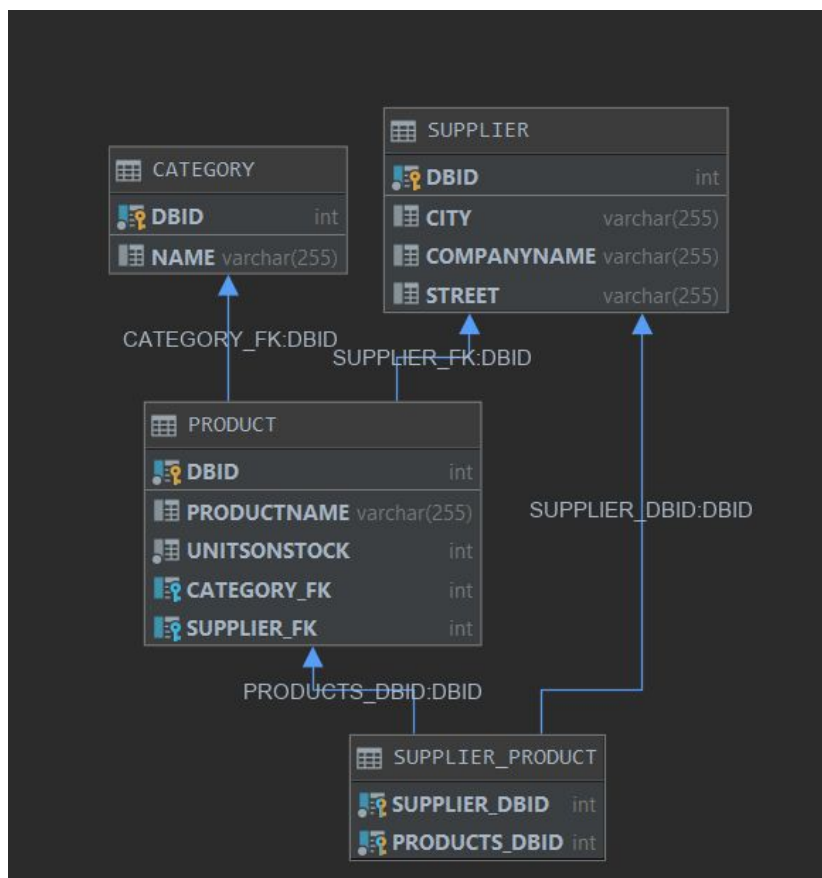 SUPPLIER
DBID int
CITY varchar(255)
COMPANYNAME varchar(255)
STREET varchar(255)
CATEGORY
DBID int
NAME varchar(255)
CATEGORY_FK:DBID
SUPPLIER_FK:DBID
PRODUCT
DBID int
PRODUCTNAME varchar(255)
UNITSONSTOCK int
CATEGORY_FK int
SUPPLIER_FK int
SUPPLIER_DBID:DBID
PRODUCTS_DBID:DBID
SUPPLIER_PRODUCT
SUPPLIER_DBID int
PRODUCTS_DBID int